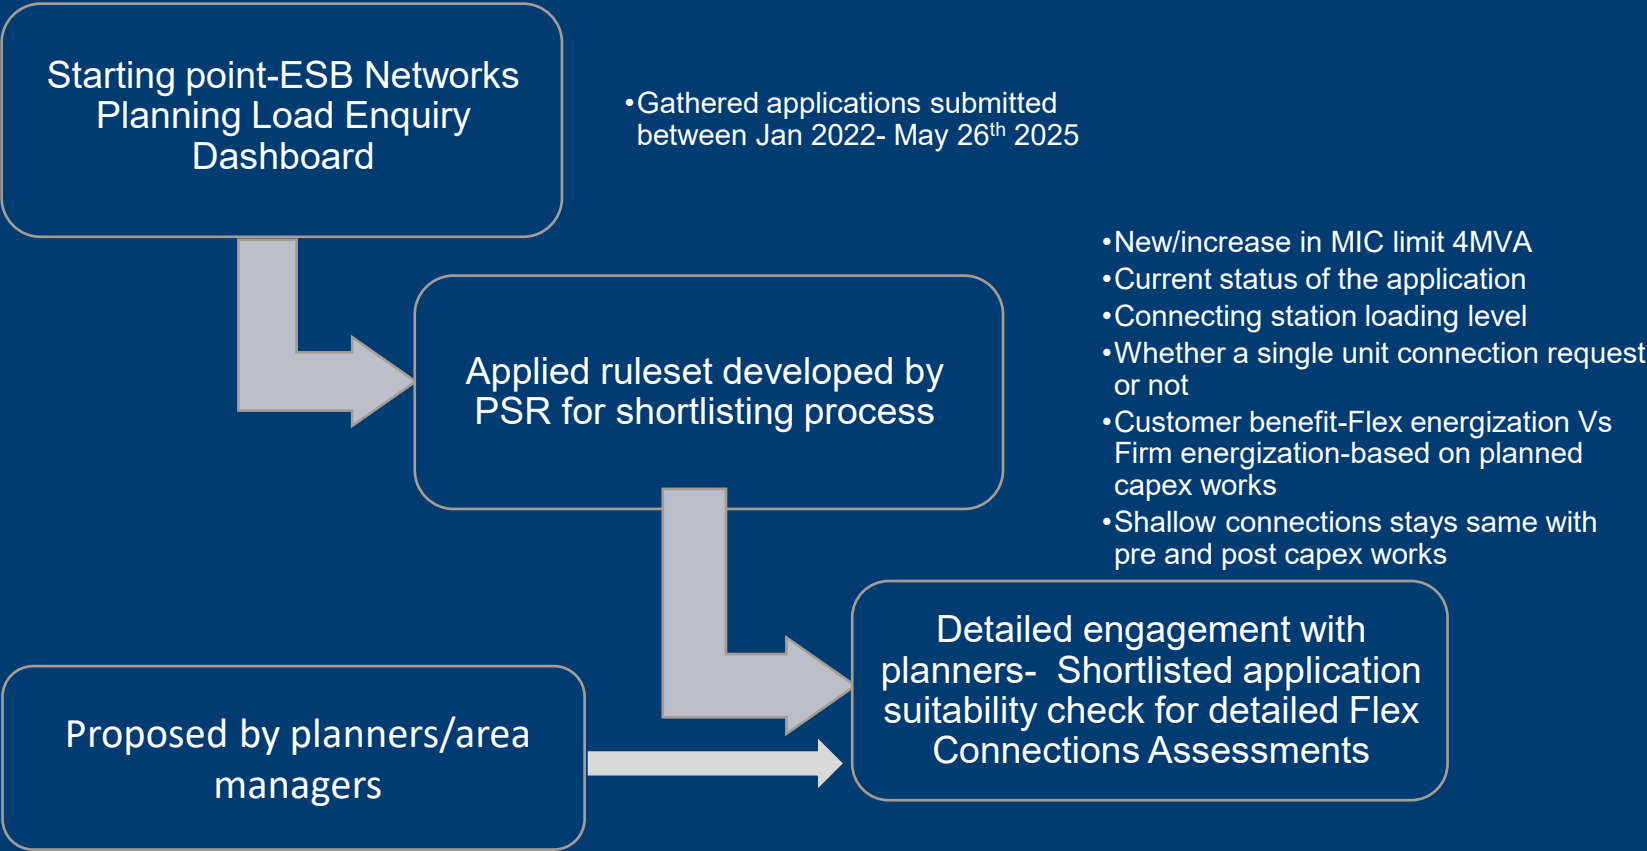 Starting point-ESB Networks
Planning Load Enquiry
Dashboard
•Gathered applications submitted
between Jan 2022- May 26th 2025
Applied ruleset developed by
PSR for shortlisting process
•New/increase in MIC limit 4MVA
•Current status of the application
•Connecting station loading level
•Whether a single unit connection request
or not
•Customer benefit-Flex energization Vs
Firm energization-based on planned
capex works
•Shallow connections stays same with
pre and post capex works
Detailed engagement with
planners- Shortlisted application
suitability check for detailed Flex
Connections Assessments
Proposed by planners/area
managers